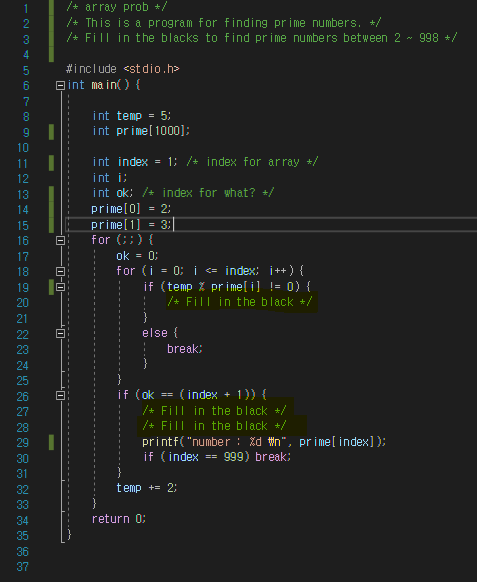 1 /* array prob */
2 /* This is a program for finding prime numbers. */
3 /* Fill in the blacks to find prime numbers between 2 ~ 998 */
4
5 #include <stdio.h>
6 int main() {
7
8 int temp = 5;
9 int prime[1000];
10
11 int index = 1; /* index for array */
12 int i;
13 int ok; /* index for what? */
14 prime[0] = 2;
15 prime[1] = 3;
16 for (;;) {
17 ok = 0;
18 for (i = 0; i <= index; i++) {
19 if (temp % prime[i] != 0) {
20 /* Fill in the black */
21 }
22 else {
23 break;
24 }
25 }
26 if (ok == (index + 1)) {
27 /* Fill in the black */
28 /* Fill in the black */
29 printf("number : %d ₩n", prime[index]);
30 if (index == 999) break;
31 }
32 temp += 2;
33 }
34 return 0;
35 }
36
37